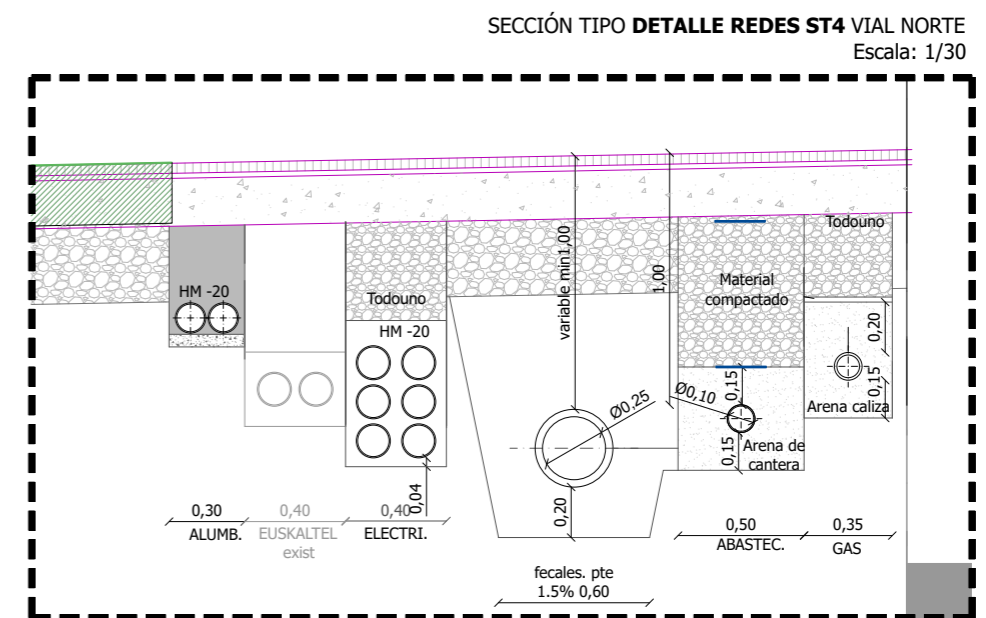 SECCIÓN TIPO DETALLE REDES ST4 VIAL NORTE
Escala: 1/30
HM -20
Todouno
HM -20
variable min1,00
1,00
Todouno
Material
compactado
0,20
0,15
Arena caliza
Ø0,25
Ø0,10
0,15
0,15
Arena de
cantera
0,04
0,20
0,30
ALUMB.
0,40
EUSKALTEL
exist
0,40
ELECTRI.
0,50
ABASTEC.
0,35
GAS
fecales. pte
1.5% 0,60